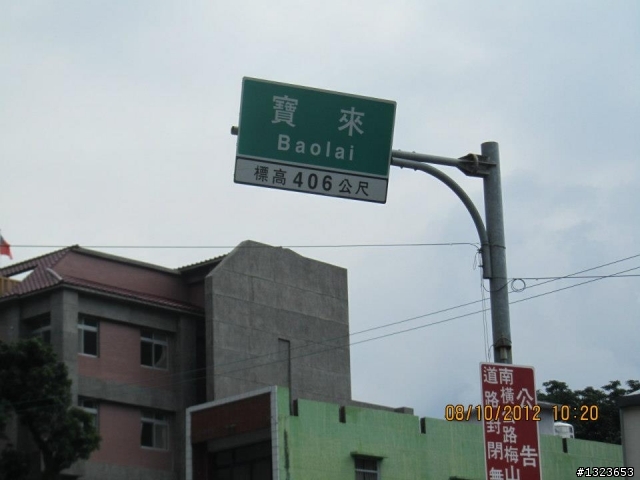 寶來
Baolai
標高406公尺
公告
南橫公路梅山
道路封閉無
08/10/2012 10:20
#1323653